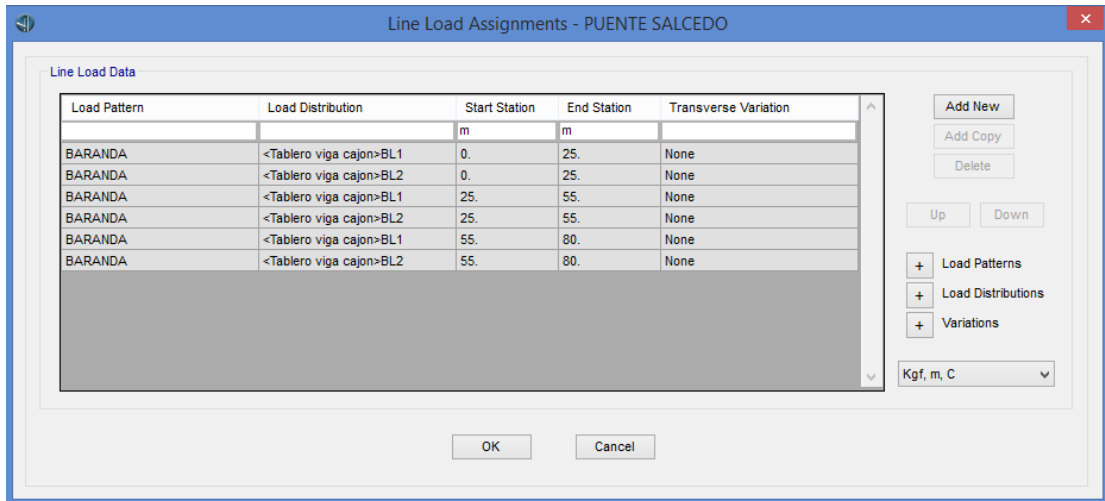 Line Load Assignments - PUENTE SALCEDO
Line Load Data
Load Pattern Load Distribution Start Station End Station Transverse Variation
m m
BARANDA <Tablero viga cajon>BL1 0. 25. None
BARANDA <Tablero viga cajon>BL2 0. 25. None
BARANDA <Tablero viga cajon>BL1 25. 55. None
BARANDA <Tablero viga cajon>BL2 25. 55. None
BARANDA <Tablero viga cajon>BL1 55. 80. None
BARANDA <Tablero viga cajon>BL2 55. 80. None
Add New
Add Copy
Delete
Up Down
+ Load Patterns
+ Load Distributions
+ Variations
Kgf, m, C
OK Cancel